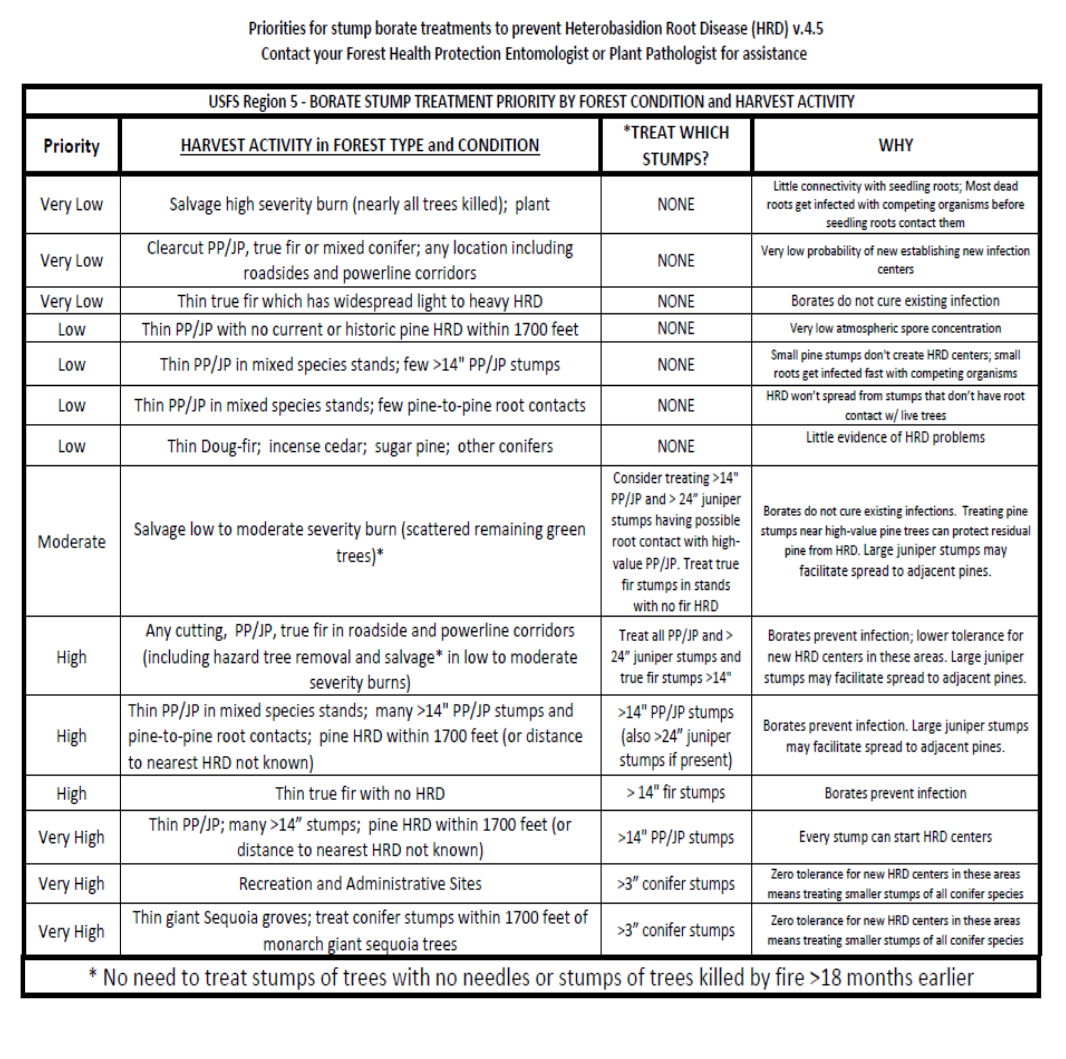 Priorities for stump borate treatments to prevent Heterobasidion Root Disease (HRD) v.4.5
Contact your Forest Health Protection Entomologist or Plant Pathologist for assistance
USFS Region 5 - BORATE STUMP TREATMENT PRIORITY BY FOREST CONDITION and HARVEST ACTIVITY
Priority
HARVEST ACTIVITY in FOREST TYPE and CONDITION
*TREAT WHICH
STUMPS?
WHY
Very Low
Salvage high severity burn (nearly all trees killed); plant
NONE
Little connectivity with seedling roots; Most dead
roots get infected with competing organisms before
seedling roots contact them
Very Low
Clearcut PP/JP, true fir or mixed conifer; any location including
roadsides and powerline corridors
NONE
Very low probability of new establishing new infection
centers
Very Low
Thin true fir which has widespread light to heavy HRD
NONE
Borates do not cure existing infection
Low
Thin PP/JP with no current or historic pine HRD within 1700 feet
NONE
Very low atmospheric spore concentration
Low
Thin PP/JP in mixed species stands; few >14" PP/JP stumps
NONE
Small pine stumps don't create HRD centers; small
roots get infected fast with competing organisms
Low
Thin PP/JP in mixed species stands; few pine-to-pine root contacts
NONE
HRD won't spread from stumps that don't have root
contact w/ live trees
Low
Thin Doug-fir; incense cedar; sugar pine; other conifers
NONE
Little evidence of HRD problems
Moderate
Salvage low to moderate severity burn (scattered remaining green
trees)*
Consider treating >14"
PP/JP and > 24" juniper
stumps having possible
root contact with high-
value PP/JP. Treat true
fir stumps in stands
with no fir HRD
Borates do not cure existing infections. Treating pine
stumps near high-value pine trees can protect residual
pine from HRD. Large juniper stumps may
facilitate spread to adjacent pines.
High
Any cutting, PP/JP, true fir in roadside and powerline corridors
(including hazard tree removal and salvage* in low to moderate
severity burns)
Treat all PP/JP and >
24" juniper stumps and
true fir stumps >14"
Borates prevent infection; lower tolerance for
new HRD centers in these areas. Large juniper
stumps may facilitate spread to adjacent pines.
High
Thin PP/JP in mixed species stands; many >14" PP/JP stumps and
pine-to-pine root contacts; pine HRD within 1700 feet (or distance
to nearest HRD not known)
>14" PP/JP stumps
(also >24" juniper
stumps if present)
Borates prevent infection. Large juniper stumps
may facilitate spread to adjacent pines.
High
Thin true fir with no HRD
> 14" fir stumps
Borates prevent infection
Very High
Thin PP/JP; many >14" stumps; pine HRD within 1700 feet (or
distance to nearest HRD not known)
>14" PP/JP stumps
Every stump can start HRD centers
Very High
Recreation and Administrative Sites
>3" conifer stumps
Zero tolerance for new HRD centers in these areas
means treating smaller stumps of all conifer species
Very High
Thin giant Sequoia groves; treat conifer stumps within 1700 feet of
monarch giant sequoia trees
>3" conifer stumps
Zero tolerance for new HRD centers in these areas
means treating smaller stumps of all conifer species
* No need to treat stumps of trees with no needles or stumps of trees killed by fire >18 months earlier